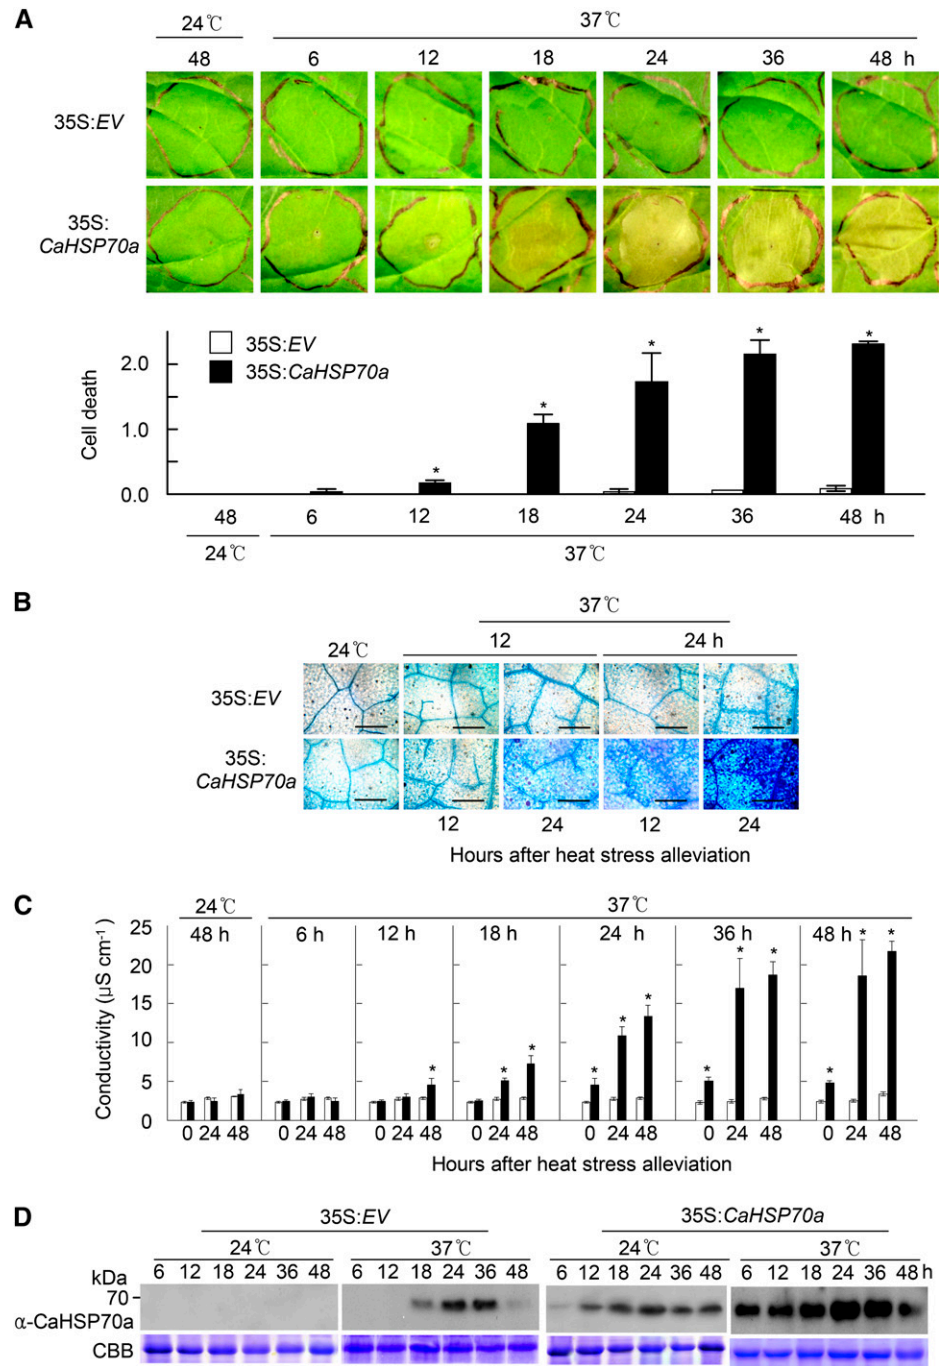 A
24℃ 37℃
48 6 12 18 24 36 48 h
35S:EV
35S:
CaHSP70a
35S:EV
35S:CaHSP70a
Cell death
2.0
1.0
0.0
* * * * *
48 6 12 18 24 36 48 h
24℃ 37℃
B
37℃
24℃ 12 24 h
35S:EV
35S:
CaHSP70a
12 24 12 24
Hours after heat stress alleviation
C
24℃ 37℃
48 h 6 h 12 h 18 h 24 h 36 h 48 h
Conductivity (µS cm⁻¹)
25
20
15
10
5
0
* * * * * * * * * * * *
0 24 48 0 24 48 0 24 48 0 24 48 0 24 48 0 24 48 0 24 48
Hours after heat stress alleviation
D
35S:EV 35S:CaHSP70a
24℃ 37℃ 24℃ 37℃
6 12 18 24 36 48 6 12 18 24 36 48 6 12 18 24 36 48 6 12 18 24 36 48 h
kDa
70
α-CaHSP70a
CBB